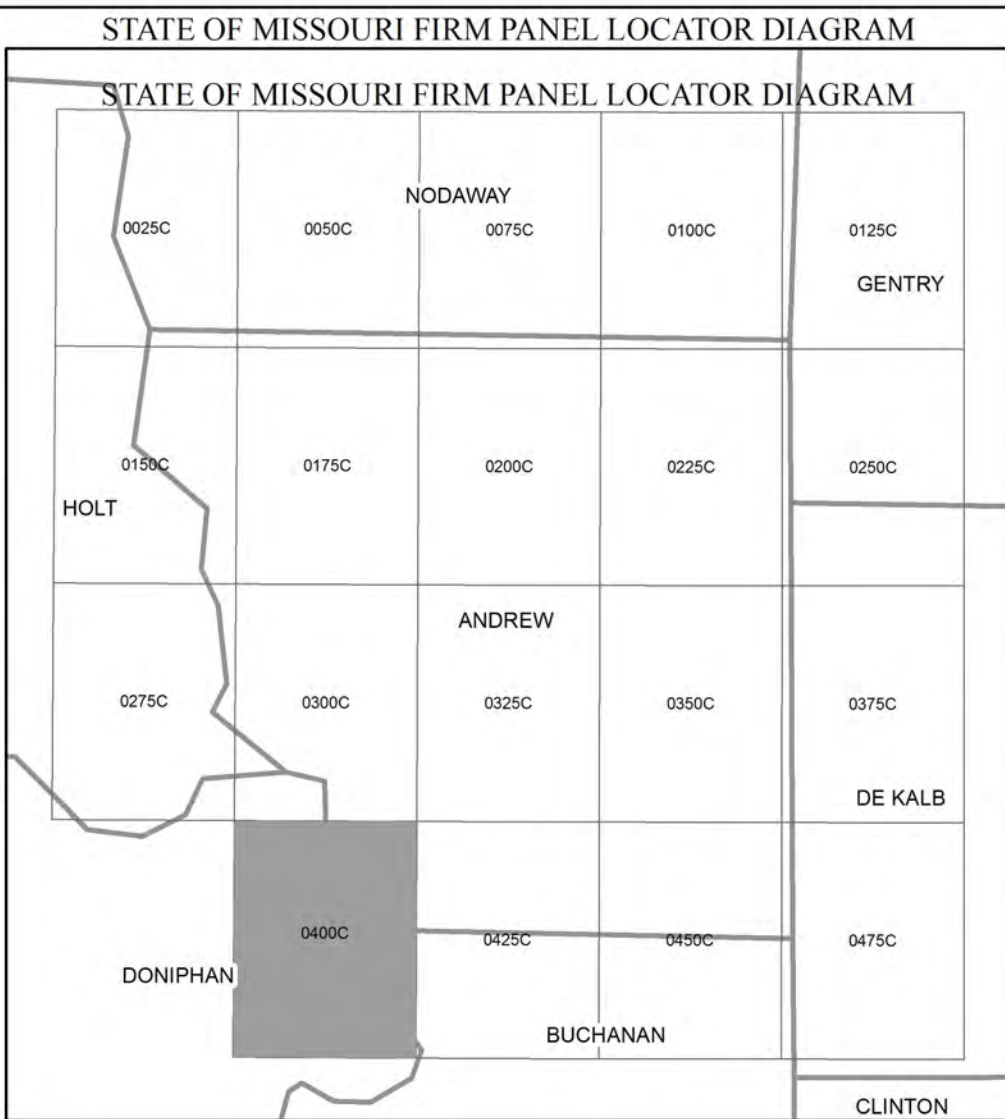 STATE OF MISSOURI FIRM PANEL LOCATOR DIAGRAM
STATE OF MISSOURI FIRM PANEL LOCATOR DIAGRAM
NODAWAY
0025C 0050C 0075C 0100C 0125C
GENTRY
0150C 0175C 0200C 0225C 0250C
HOLT
ANDREW
0275C 0300C 0325C 0350C 0375C
DE KALB
0400C 0425C 0450C 0475C
DONIPHAN
BUCHANAN
CLINTON